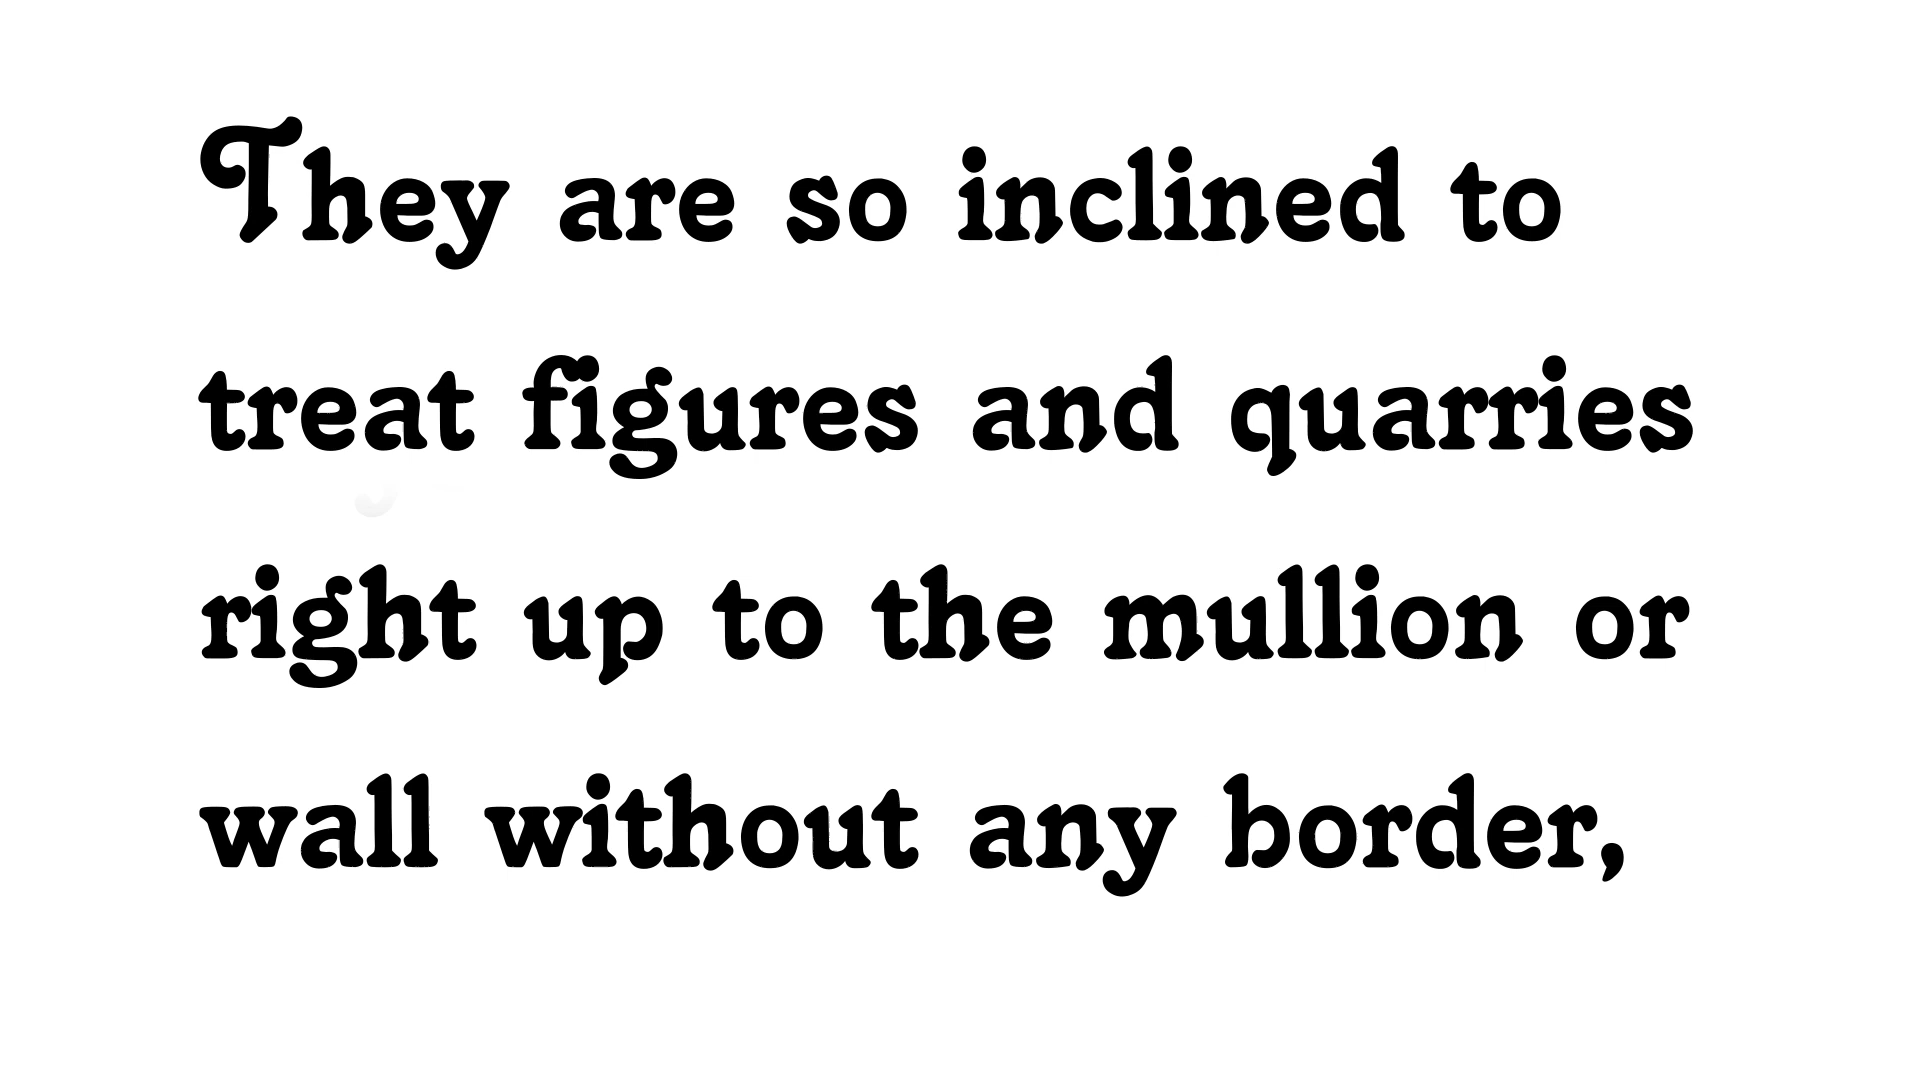 They are so inclined to
treat figures and quarries
right up to the mullion or
wall without any border,